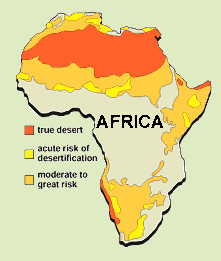 AFRICA
true desert
acute risk of
desertification
moderate to
great risk